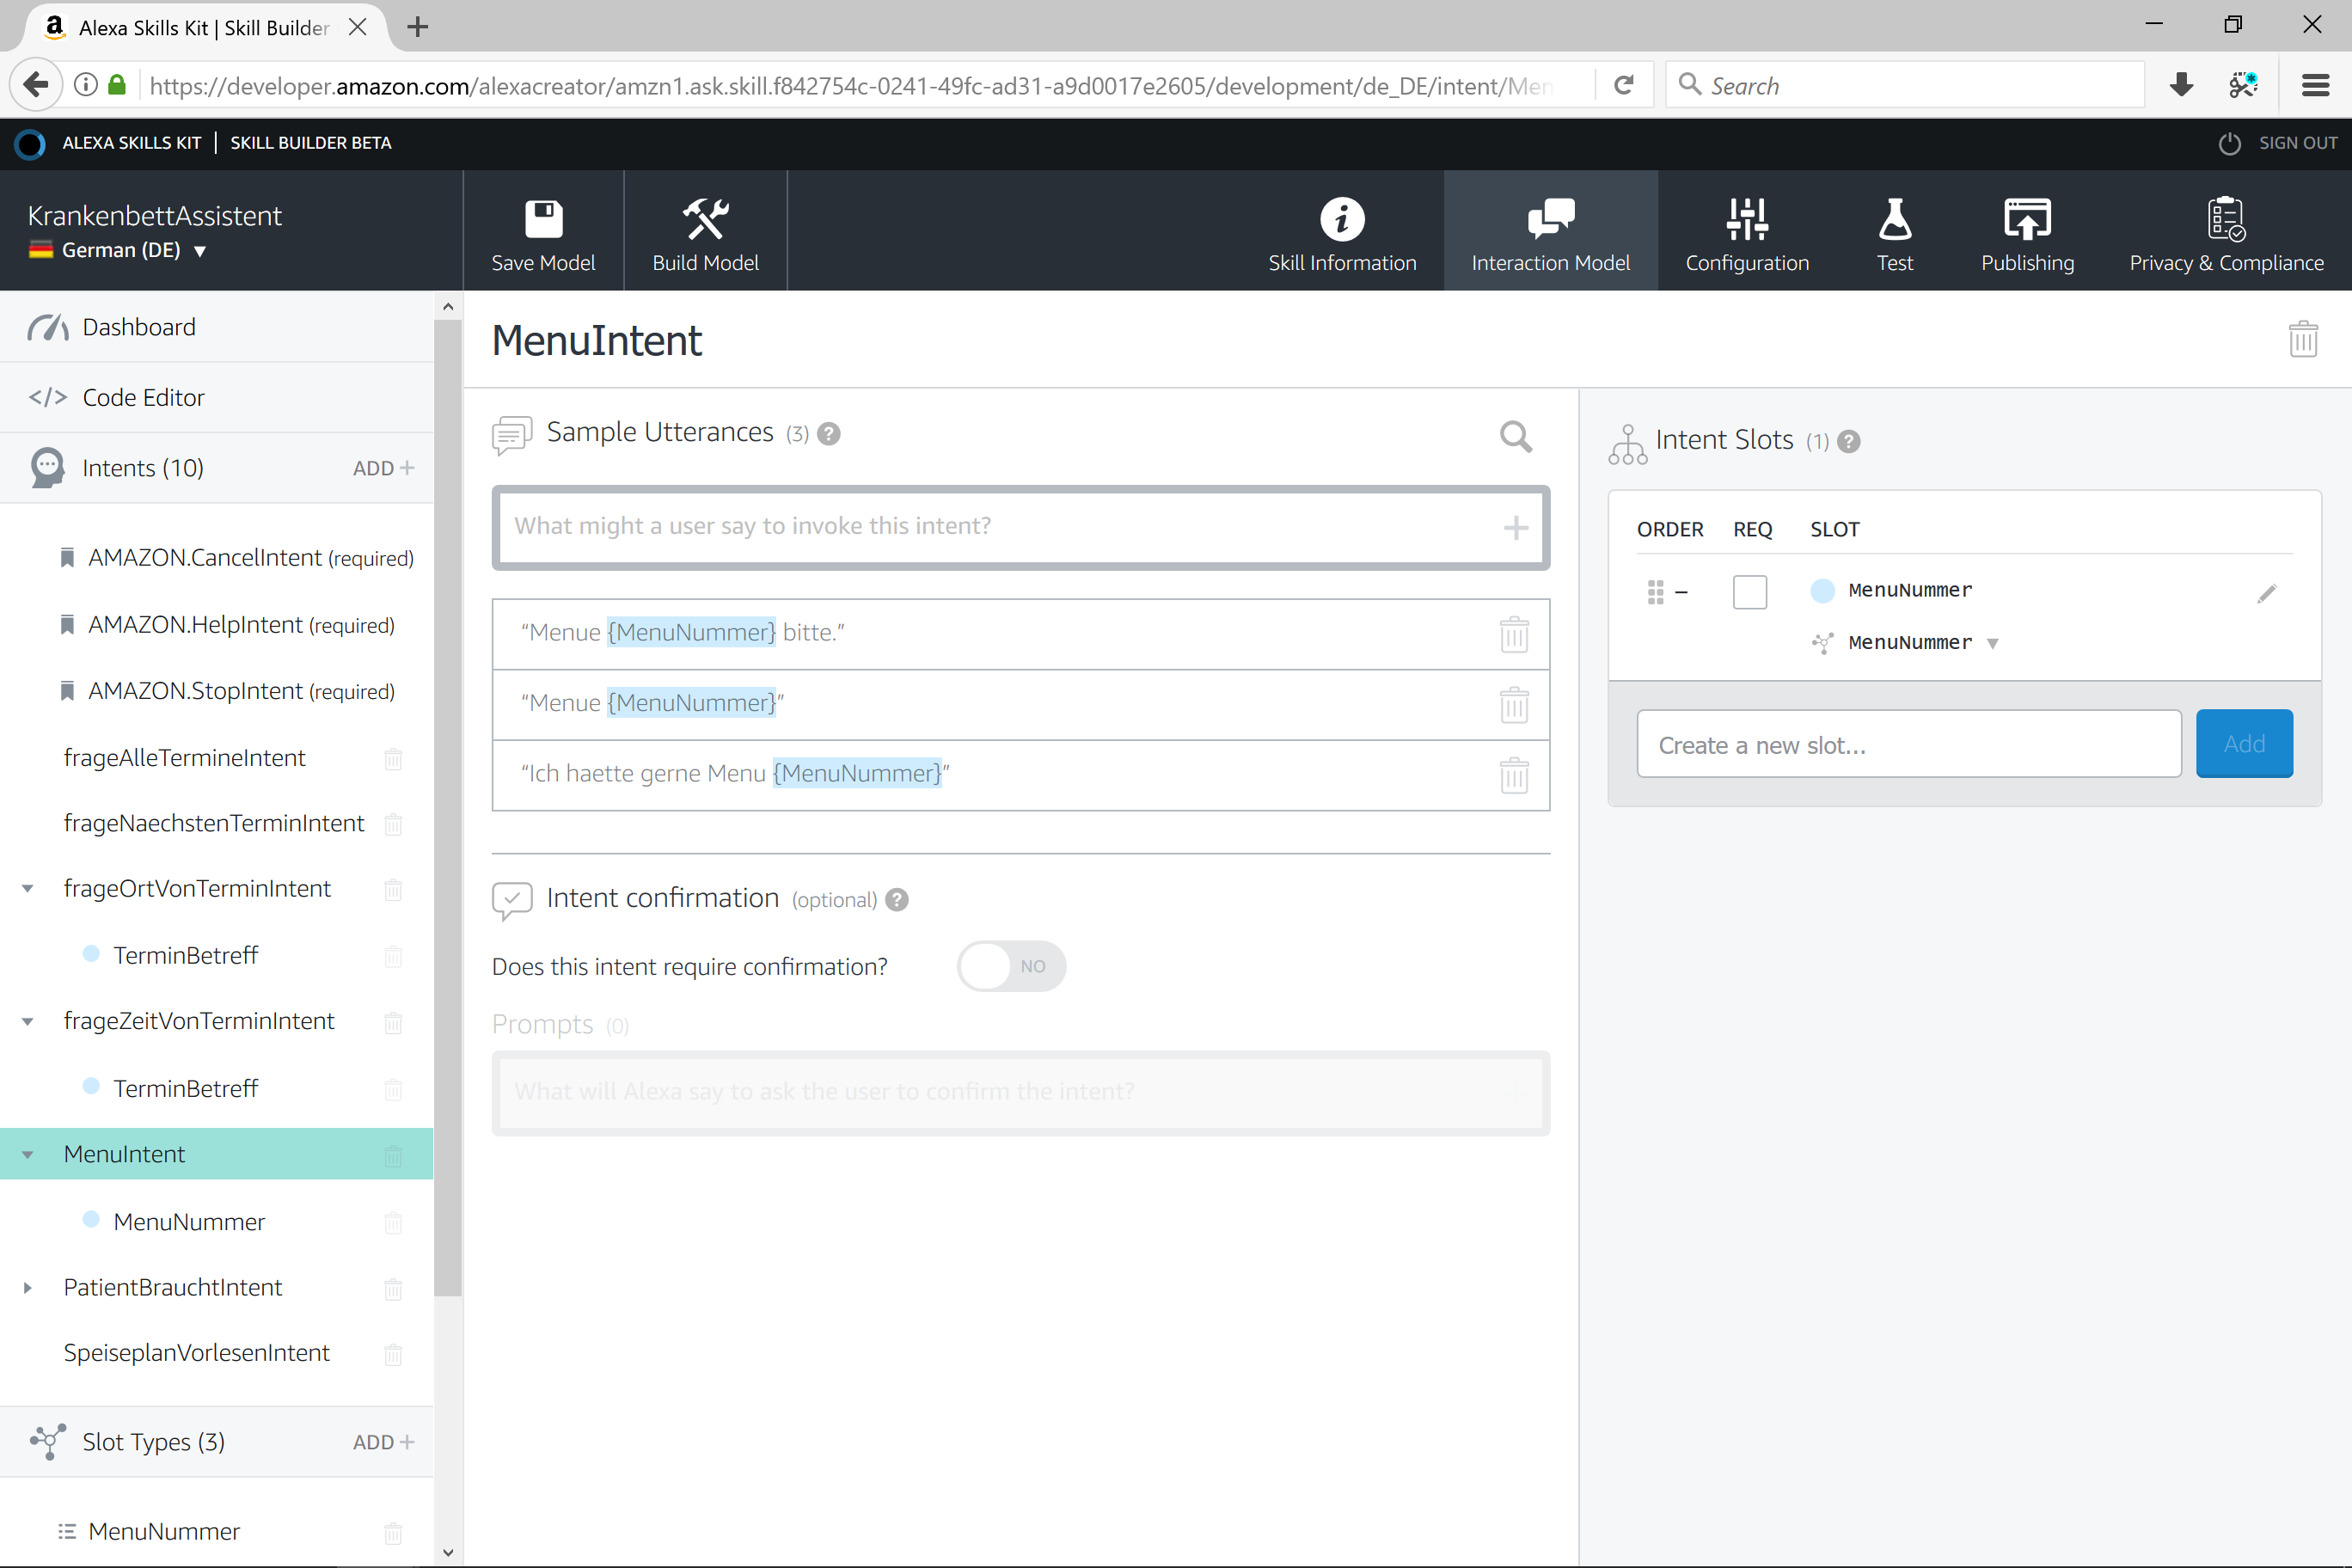 Alexa Skills Kit | Skill Builder
https://developer.amazon.com/alexacreator/amzn1.ask.skill.f842754c-0241-49fc-ad31-a9d0017e2605/development/de_DE/intent/Men
Search
ALEXA SKILLS KIT | SKILL BUILDER BETA
SIGN OUT
KrankenbettAssistent
German (DE)
Save Model
Build Model
Skill Information
Interaction Model
Configuration
Test
Publishing
Privacy & Compliance
Dashboard
Code Editor
Intents (10)
ADD +
AMAZON.CancelIntent (required)
AMAZON.HelpIntent (required)
AMAZON.StopIntent (required)
frageAlleTermineIntent
frageNaechstenTerminIntent
frageOrtVonTerminIntent
TerminBetreff
frageZeitVonTerminIntent
TerminBetreff
MenuIntent
MenuNummer
PatientBrauchtIntent
SpeiseplanVorlesenIntent
Slot Types (3)
ADD +
MenuNummer
MenuIntent
Sample Utterances (3) ?
What might a user say to invoke this intent?
“Menue {MenuNummer} bitte.”
“Menue {MenuNummer}”
“Ich haette gerne Menu {MenuNummer}”
Intent confirmation (optional) ?
Does this intent require confirmation?
NO
Prompts (0)
What will Alexa say to ask the user to confirm the intent?
Intent Slots (1) ?
ORDER REQ SLOT
– MenuNummer
MenuNummer
Create a new slot...
Add